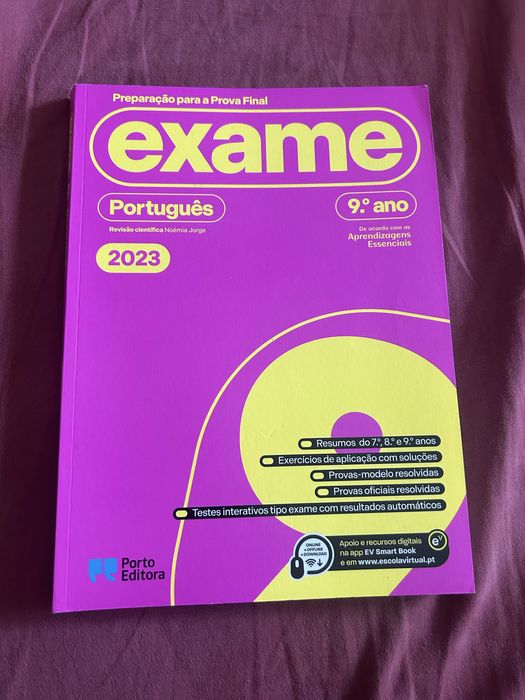 Preparação para a Prova Final
exame
Português
9.º ano
Revisão científica Noémia Jorge
De acordo com as
Aprendizagens
Essenciais
2023
Resumos do 7.º, 8.º e 9.º anos
Exercícios de aplicação com soluções
Provas-modelo resolvidas
Provas oficiais resolvidas
Testes interativos tipo exame com resultados automáticos
ONLINE
+OFFLINE
+DOWNLOAD
Apoio e recursos digitais
na app EV Smart Book
e em www.escolavirtual.pt
eV
Porto
Editora